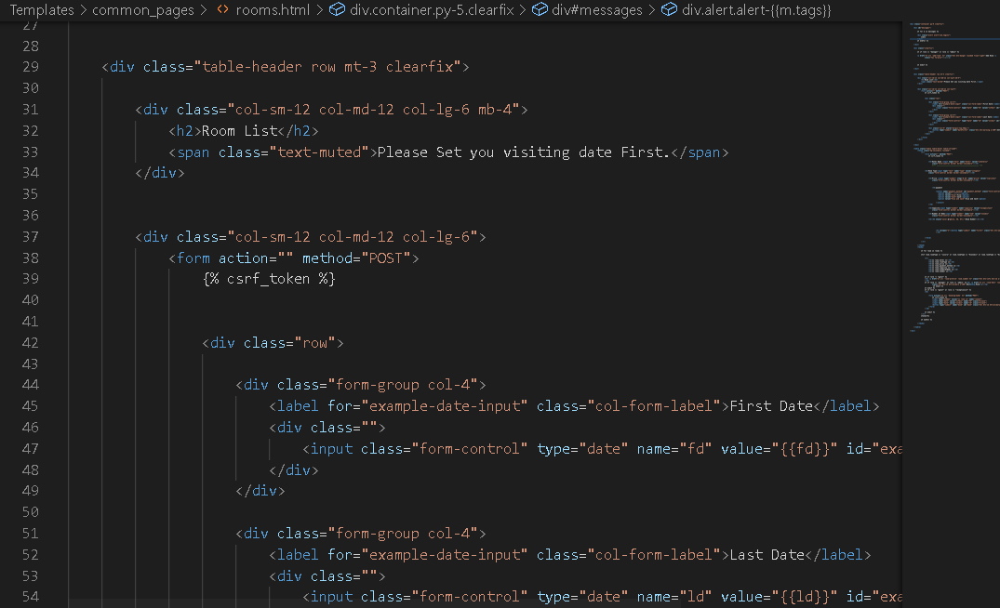 Templates > common_pages > <> rooms.html > div.container.py-5.clearfix > div#messages > div.alert.alert-{{m.tags}}
27
28
29 <div class="table-header row mt-3 clearfix">
30
31 <div class="col-sm-12 col-md-12 col-lg-6 mb-4">
32 <h2>Room List</h2>
33 <span class="text-muted">Please Set you visiting date First.</span>
34 </div>
35
36
37 <div class="col-sm-12 col-md-12 col-lg-6">
38 <form action="" method="POST">
39 {% csrf_token %}
40
41
42 <div class="row">
43
44 <div class="form-group col-4">
45 <label for="example-date-input" class="col-form-label">First Date</label>
46 <div class="">
47 <input class="form-control" type="date" name="fd" value="{{fd}}" id="exa
48 </div>
49 </div>
50
51 <div class="form-group col-4">
52 <label for="example-date-input" class="col-form-label">Last Date</label>
53 <div class="">
54 <input class="form-control" type="date" name="ld" value="{{ld}}" id="exa